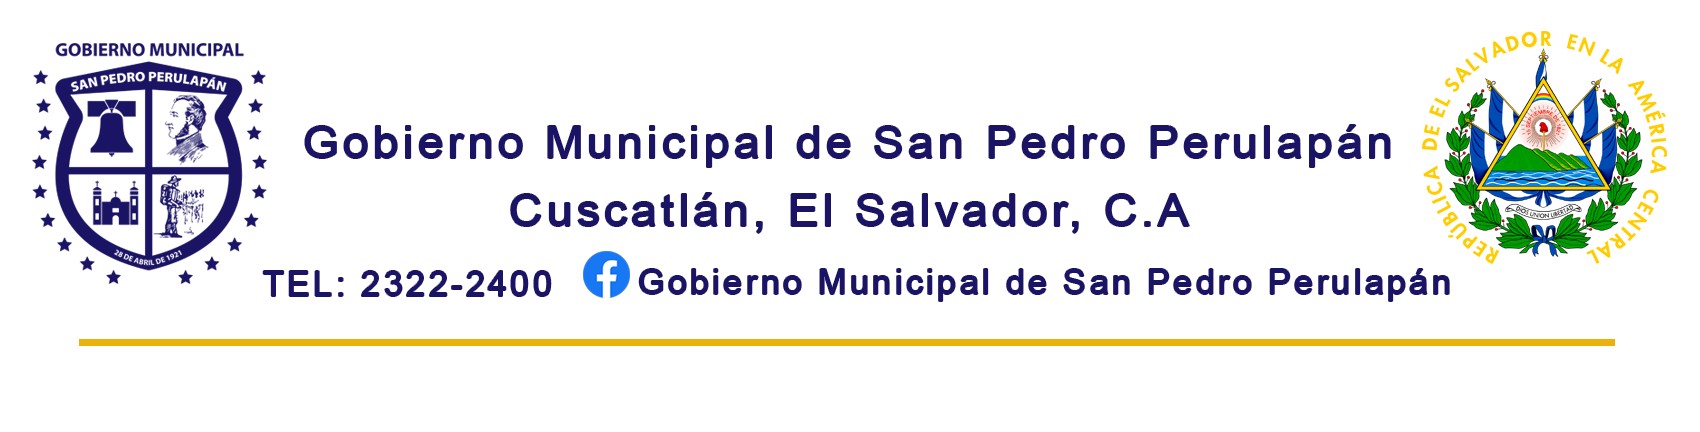 GOBIERNO MUNICIPAL
SAN PEDRO PERULAPÁN
28 DE ABRIL DE 1921
Gobierno Municipal de San Pedro Perulapán
Cuscatlán, El Salvador, C.A
TEL: 2322-2400
Gobierno Municipal de San Pedro Perulapán
REPÚBLICA DE EL SALVADOR EN LA AMÉRICA CENTRAL
DIOS UNION LIBERTAD